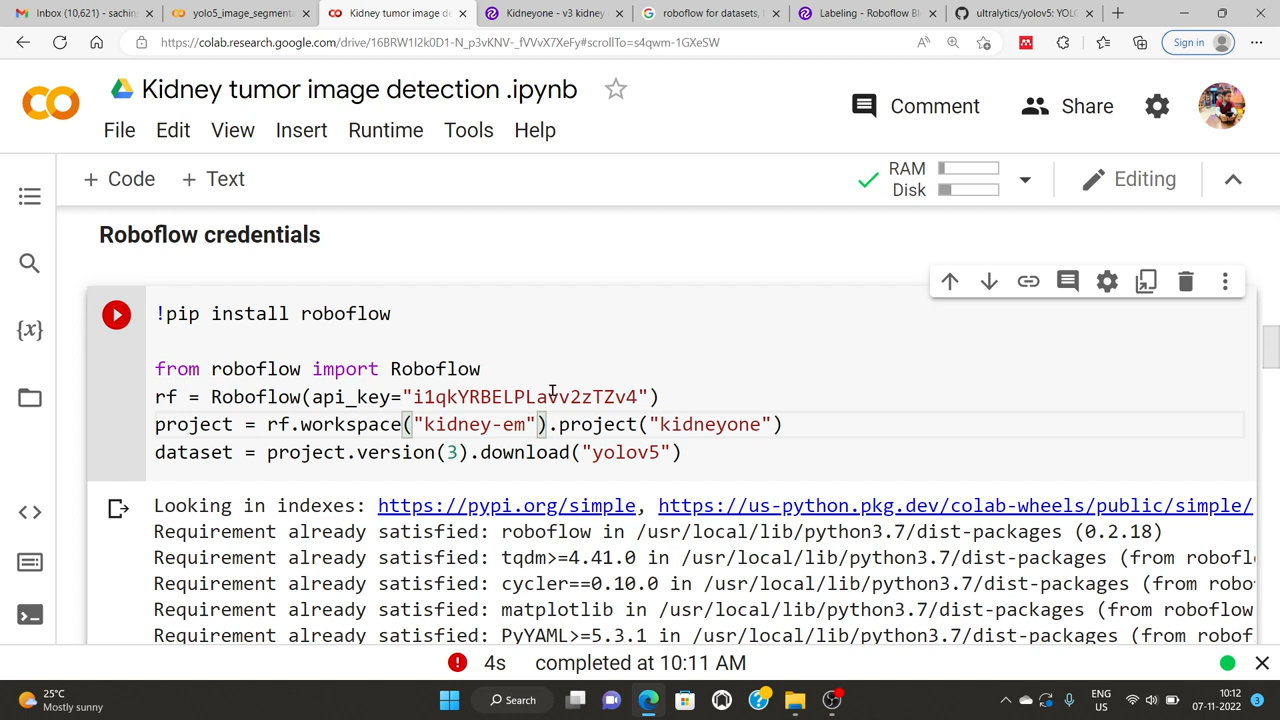 Inbox (10,621) - sachin
yolo5_image_segmenta
Kidney tumor image de
Kidneyone - v3 kidney
roboflow for datasets, l
Labeling - Roboflow Bl
ultralytics/yolov5: YOLO
https://colab.research.google.com/drive/16BRW1I2k0D1-N_p3vKNV-_fVVvX7XeFy#scrollTo=s4qwm-1GXeSW
Sign in
Kidney tumor image detection .ipynb
Comment
Share
File Edit View Insert Runtime Tools Help
+ Code + Text
RAM
Disk
Editing
Roboflow credentials
!pip install roboflow
from roboflow import Roboflow
rf = Roboflow(api_key="i1qkYRBELPLavv2zTZv4")
project = rf.workspace("kidney-em").project("kidneyone")
dataset = project.version(3).download("yolov5")
Looking in indexes: https://pypi.org/simple, https://us-python.pkg.dev/colab-wheels/public/simple/
Requirement already satisfied: roboflow in /usr/local/lib/python3.7/dist-packages (0.2.18)
Requirement already satisfied: tqdm>=4.41.0 in /usr/local/lib/python3.7/dist-packages (from robofl
Requirement already satisfied: cycler==0.10.0 in /usr/local/lib/python3.7/dist-packages (from robo
Requirement already satisfied: matplotlib in /usr/local/lib/python3.7/dist-packages (from roboflow
Requirement already satisfied: PyYAML>=5.3.1 in /usr/local/lib/python3.7/dist-packages (from robof
4s completed at 10:11 AM
25°C
Mostly sunny
Search
ENG
US
10:12
07-11-2022
3